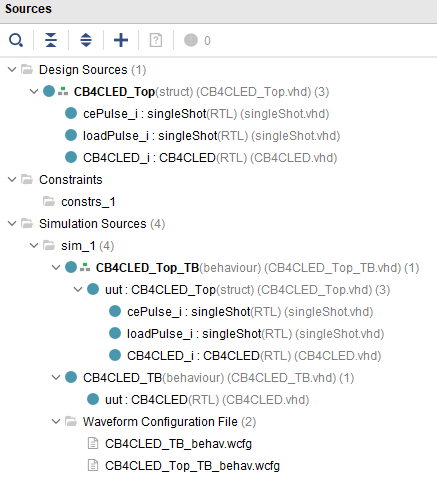 Sources
0
Design Sources (1)
CB4CLED_Top(struct) (CB4CLED_Top.vhd) (3)
cePulse_i : singleShot(RTL) (singleShot.vhd)
loadPulse_i : singleShot(RTL) (singleShot.vhd)
CB4CLED_i : CB4CLED(RTL) (CB4CLED.vhd)
Constraints
constrs_1
Simulation Sources (4)
sim_1 (4)
CB4CLED_Top_TB(behaviour) (CB4CLED_Top_TB.vhd) (1)
uut : CB4CLED_Top(struct) (CB4CLED_Top.vhd) (3)
cePulse_i : singleShot(RTL) (singleShot.vhd)
loadPulse_i : singleShot(RTL) (singleShot.vhd)
CB4CLED_i : CB4CLED(RTL) (CB4CLED.vhd)
CB4CLED_TB(behaviour) (CB4CLED_TB.vhd) (1)
uut : CB4CLED(RTL) (CB4CLED.vhd)
Waveform Configuration File (2)
CB4CLED_TB_behav.wcfg
CB4CLED_Top_TB_behav.wcfg